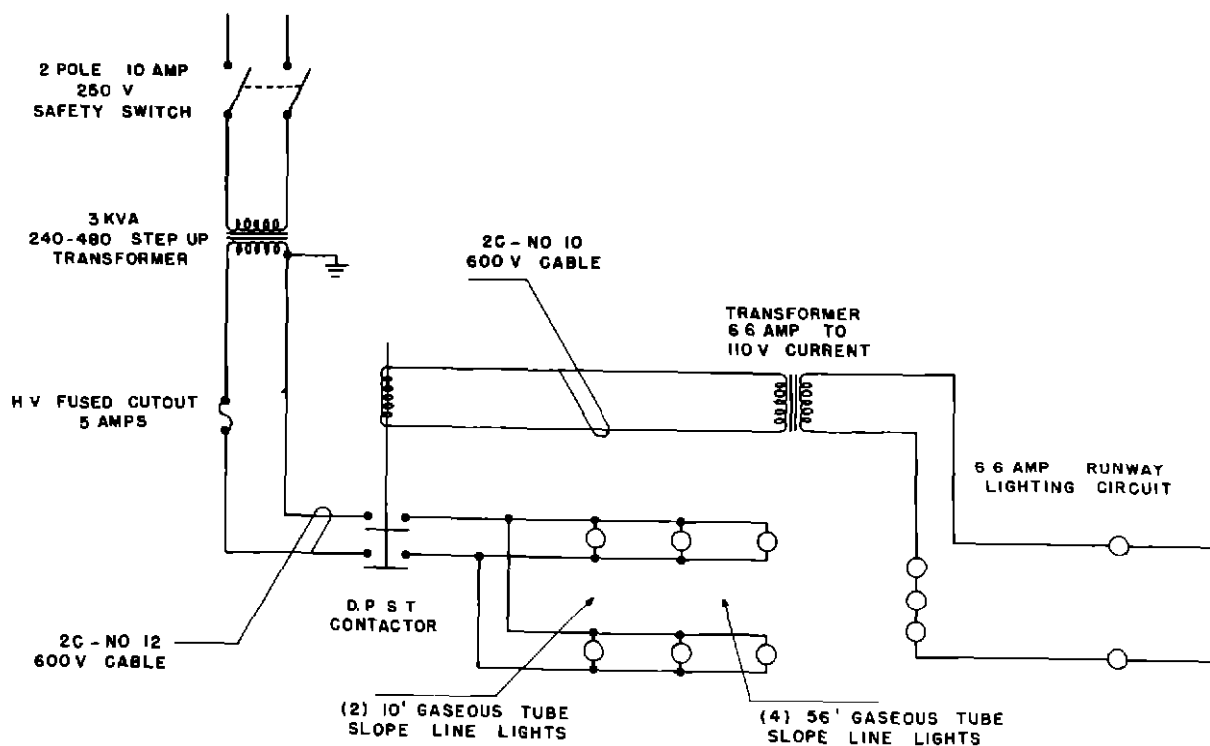 2 POLE 10 AMP
250 V
SAFETY SWITCH
3 KVA
240-480 STEP UP
TRANSFORMER
2C - NO 10
600 V CABLE
TRANSFORMER
6 6 AMP TO
110 V CURRENT
H V FUSED CUTOUT
5 AMPS
6 6 AMP RUNWAY
LIGHTING CIRCUIT
D. P S T
CONTACTOR
2C - NO 12
600 V CABLE
(2) 10' GASEOUS TUBE
SLOPE LINE LIGHTS
(4) 56' GASEOUS TUBE
SLOPE LINE LIGHTS